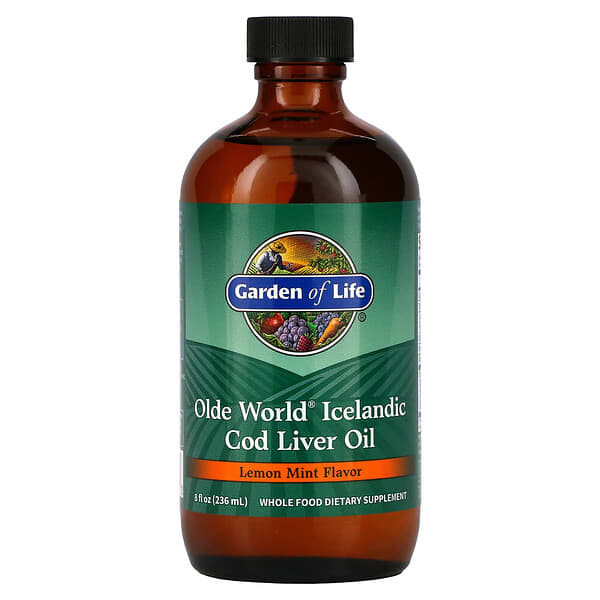 Garden of Life®
Olde World® Icelandic
Cod Liver Oil
Lemon Mint Flavor
8 fl oz (236 mL) WHOLE FOOD DIETARY SUPPLEMENT